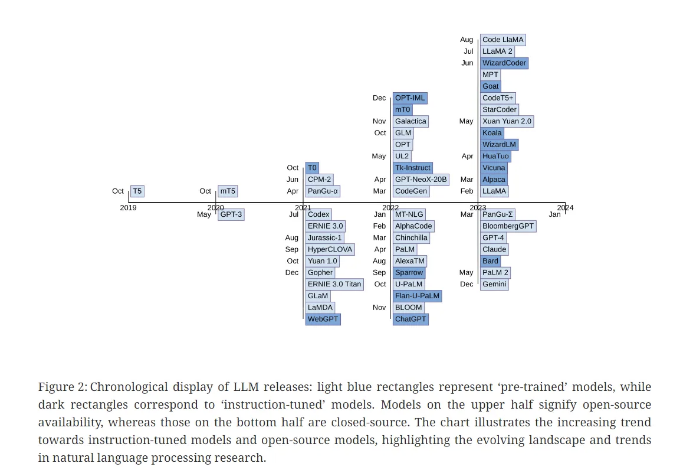 Aug Code LlaMA
Jul LLaMA 2
Jun WizardCoder
MPT
Goat
Dec OPT-IML CodeT5+
mT0 StarCoder
Nov Galactica May Xuan Yuan 2.0
Oct GLM Koala
OPT WizardLM
May UL2 Apr HuaTuo
Oct T0 Tk-Instruct Vicuna
Jun CPM-2 Apr GPT-NeoX-20B Mar Alpaca
Oct T5 Oct mT5 Apr PanGu-α Mar CodeGen Feb LLaMA
2019 2020 2021 2022 2023 2024
May GPT-3 Jul Codex Jan MT-NLG Mar PanGu-Σ Jan
ERNIE 3.0 Feb AlphaCode BloombergGPT
Aug Jurassic-1 Mar Chinchilla GPT-4
Sep HyperCLOVA Apr PaLM Claude
Oct Yuan 1.0 Aug AlexaTM Bard
Dec Gopher Sep Sparrow May PaLM 2
ERNIE 3.0 Titan Oct U-PaLM Dec Gemini
GLaM Flan-U-PaLM
LaMDA Nov BLOOM
WebGPT ChatGPT
Figure 2: Chronological display of LLM releases: light blue rectangles represent ‘pre-trained’ models, while
dark rectangles correspond to ‘instruction-tuned’ models. Models on the upper half signify open-source
availability, whereas those on the bottom half are closed-source. The chart illustrates the increasing trend
towards instruction-tuned models and open-source models, highlighting the evolving landscape and trends
in natural language processing research.